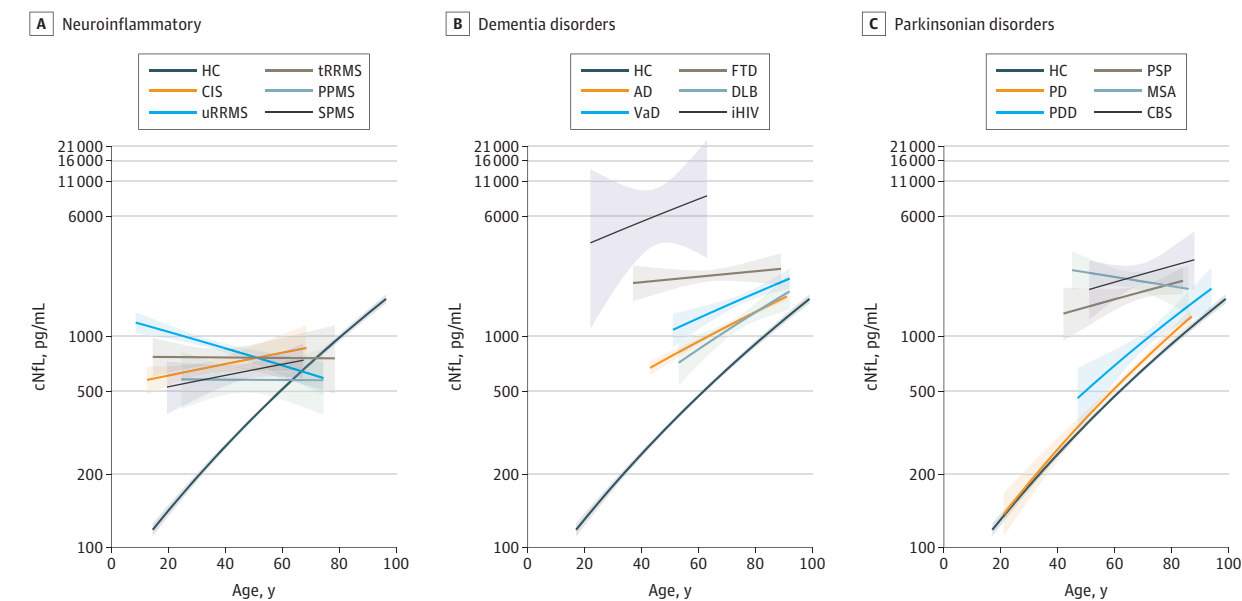 A Neuroinflammatory
HC tRRMS
CIS PPMS
uRRMS SPMS
21 000
16 000
11 000
6000
1000
500
200
100
cNfL, pg/mL
0 20 40 60 80 100
Age, y
B Dementia disorders
HC FTD
AD DLB
VaD iHIV
21 000
16 000
11 000
6000
1000
500
200
100
cNfL, pg/mL
0 20 40 60 80 100
Age, y
C Parkinsonian disorders
HC PSP
PD MSA
PDD CBS
21 000
16 000
11 000
6000
1000
500
200
100
cNfL, pg/mL
0 20 40 60 80 100
Age, y